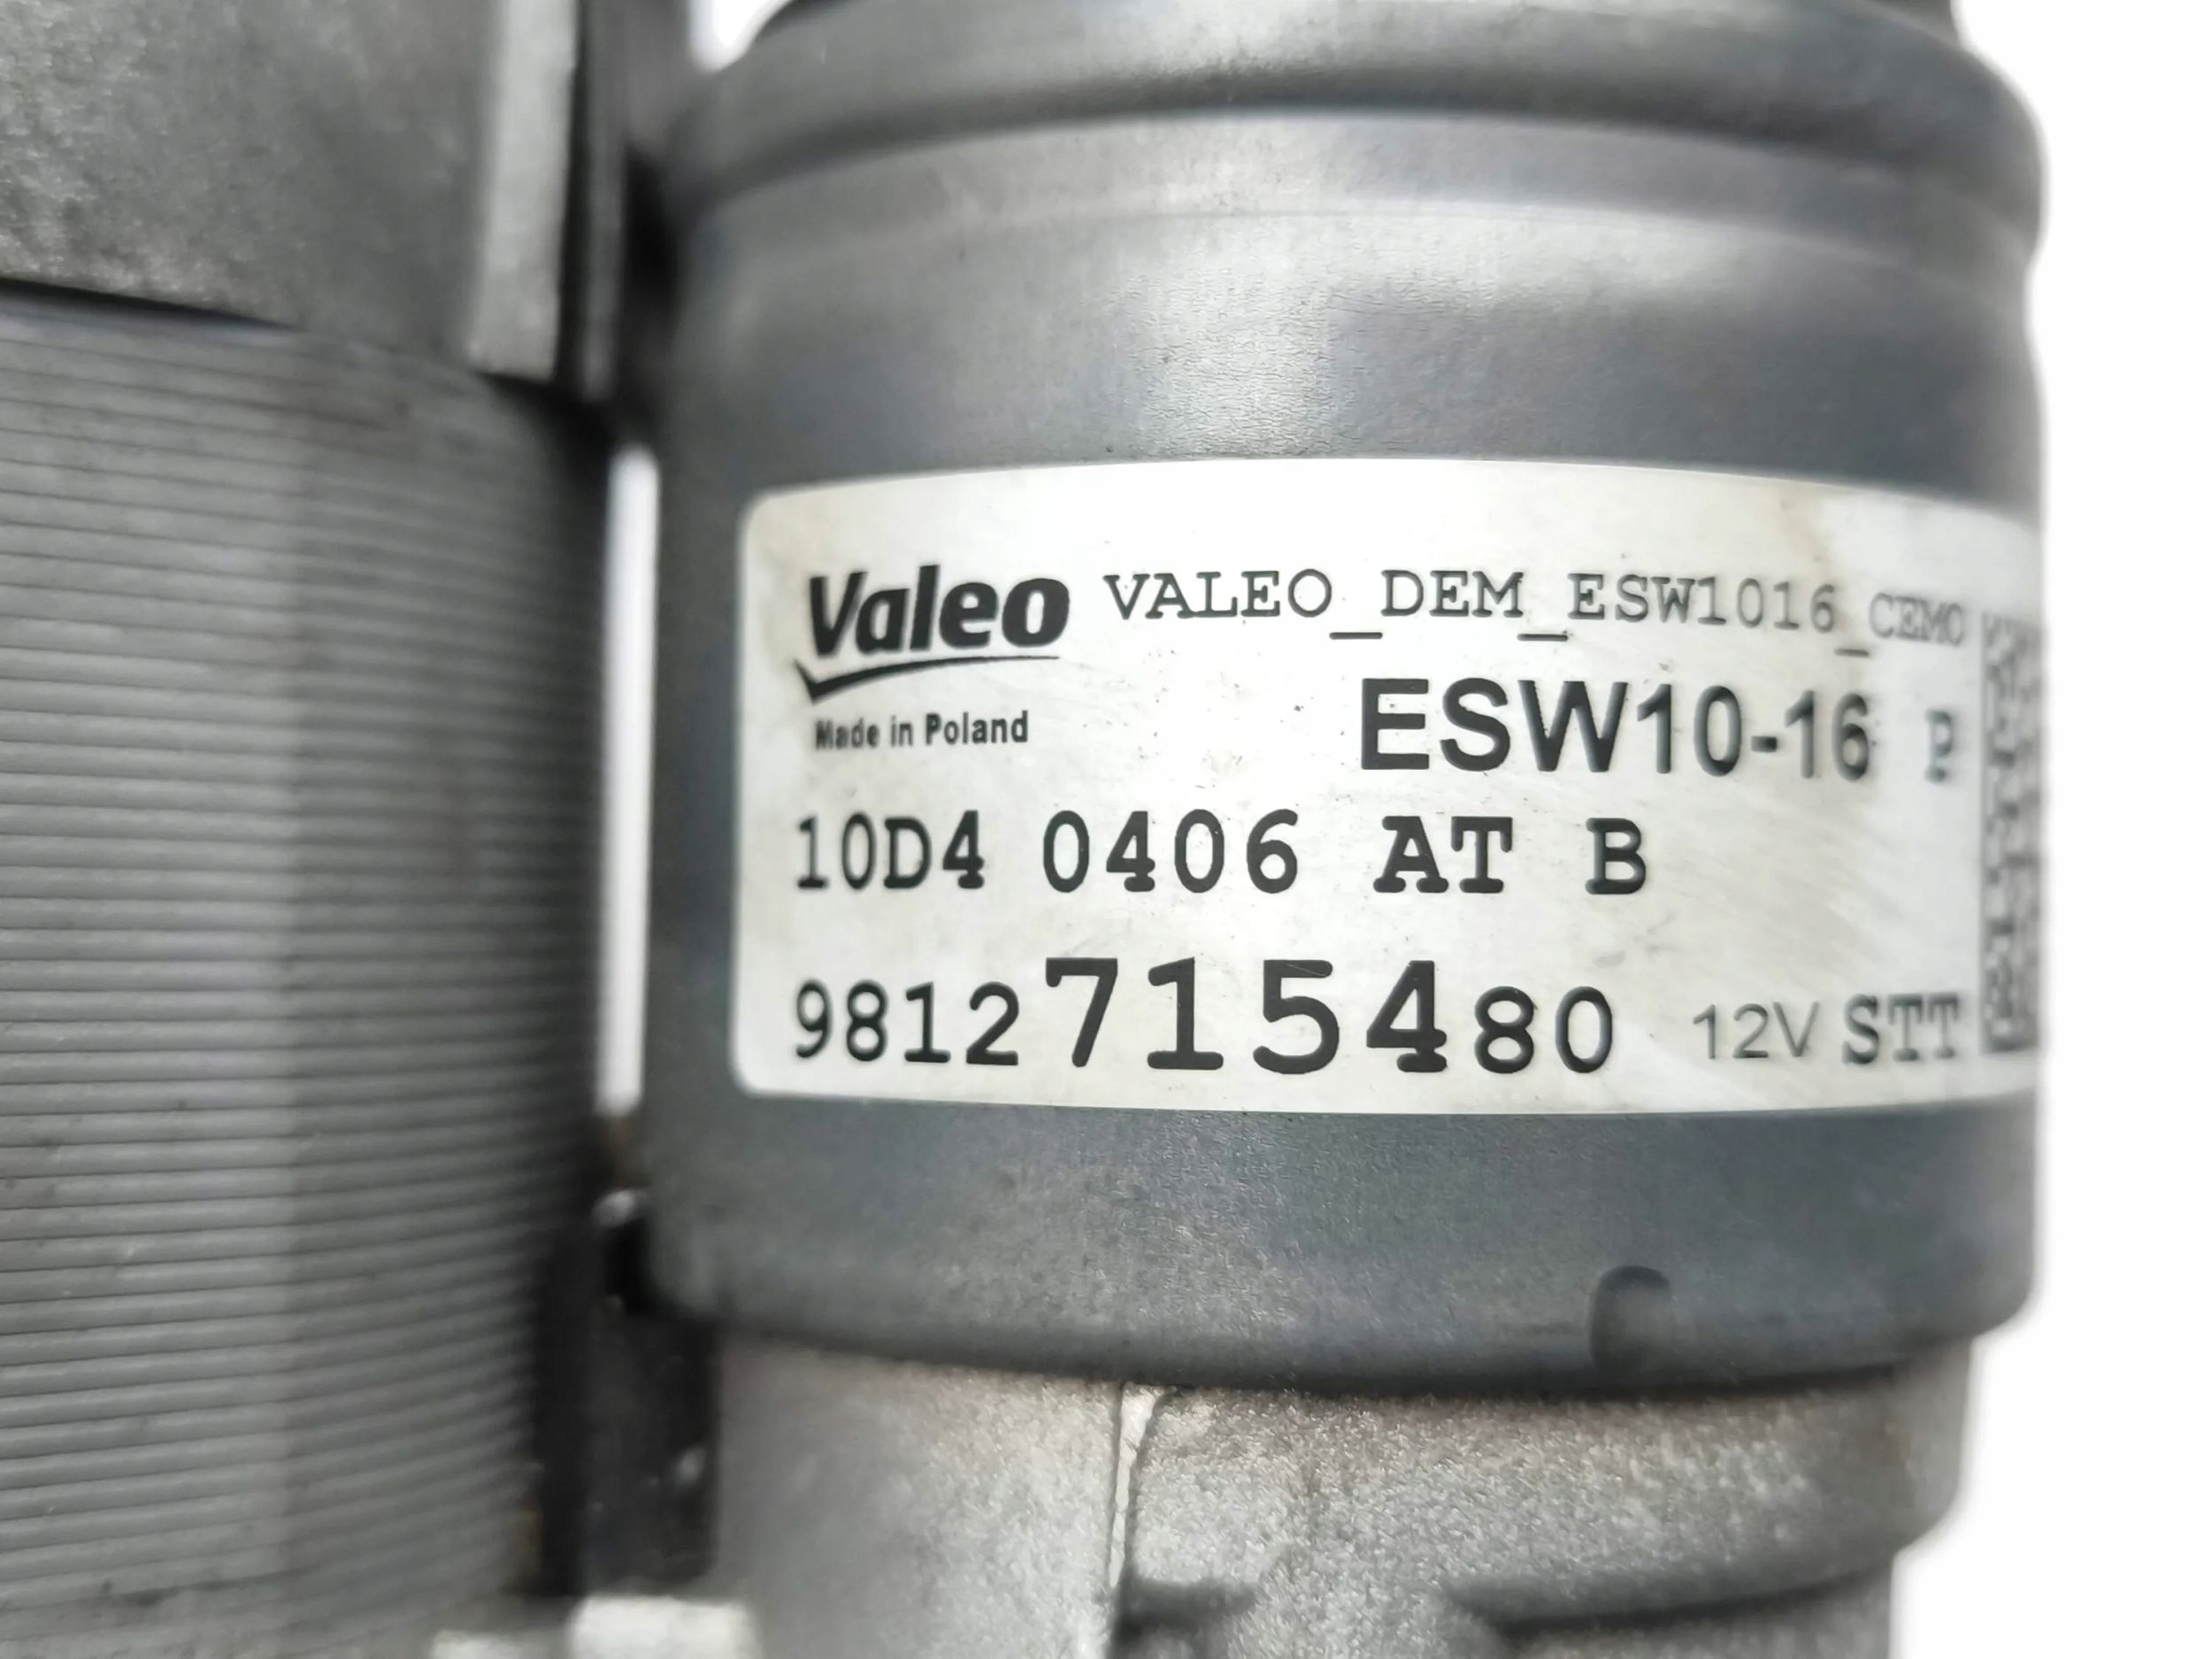 Valeo VALEO_DEM_ESW1016_CEMO
Made in Poland ESW10-16 P
10D4 0406 AT B
9812715480 12V STT